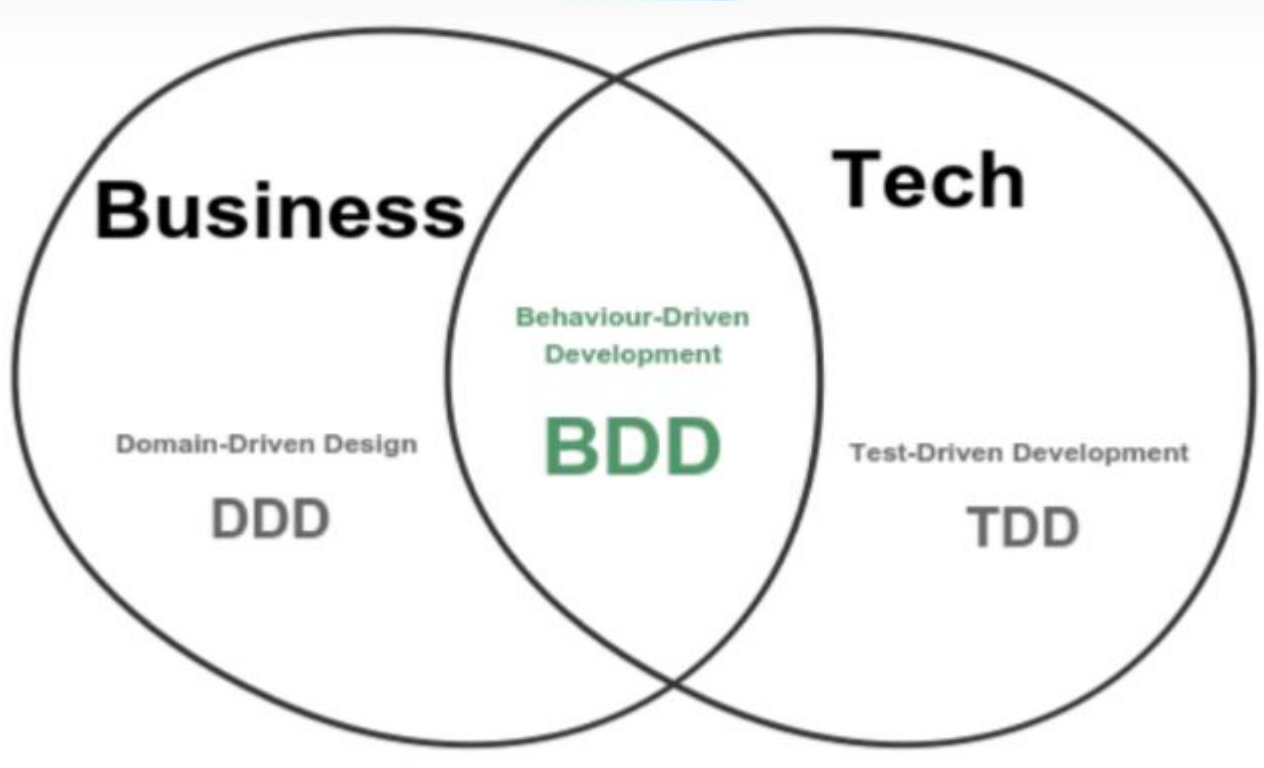 Business
Tech
Behaviour-Driven
Development
BDD
Domain-Driven Design
DDD
Test-Driven Development
TDD